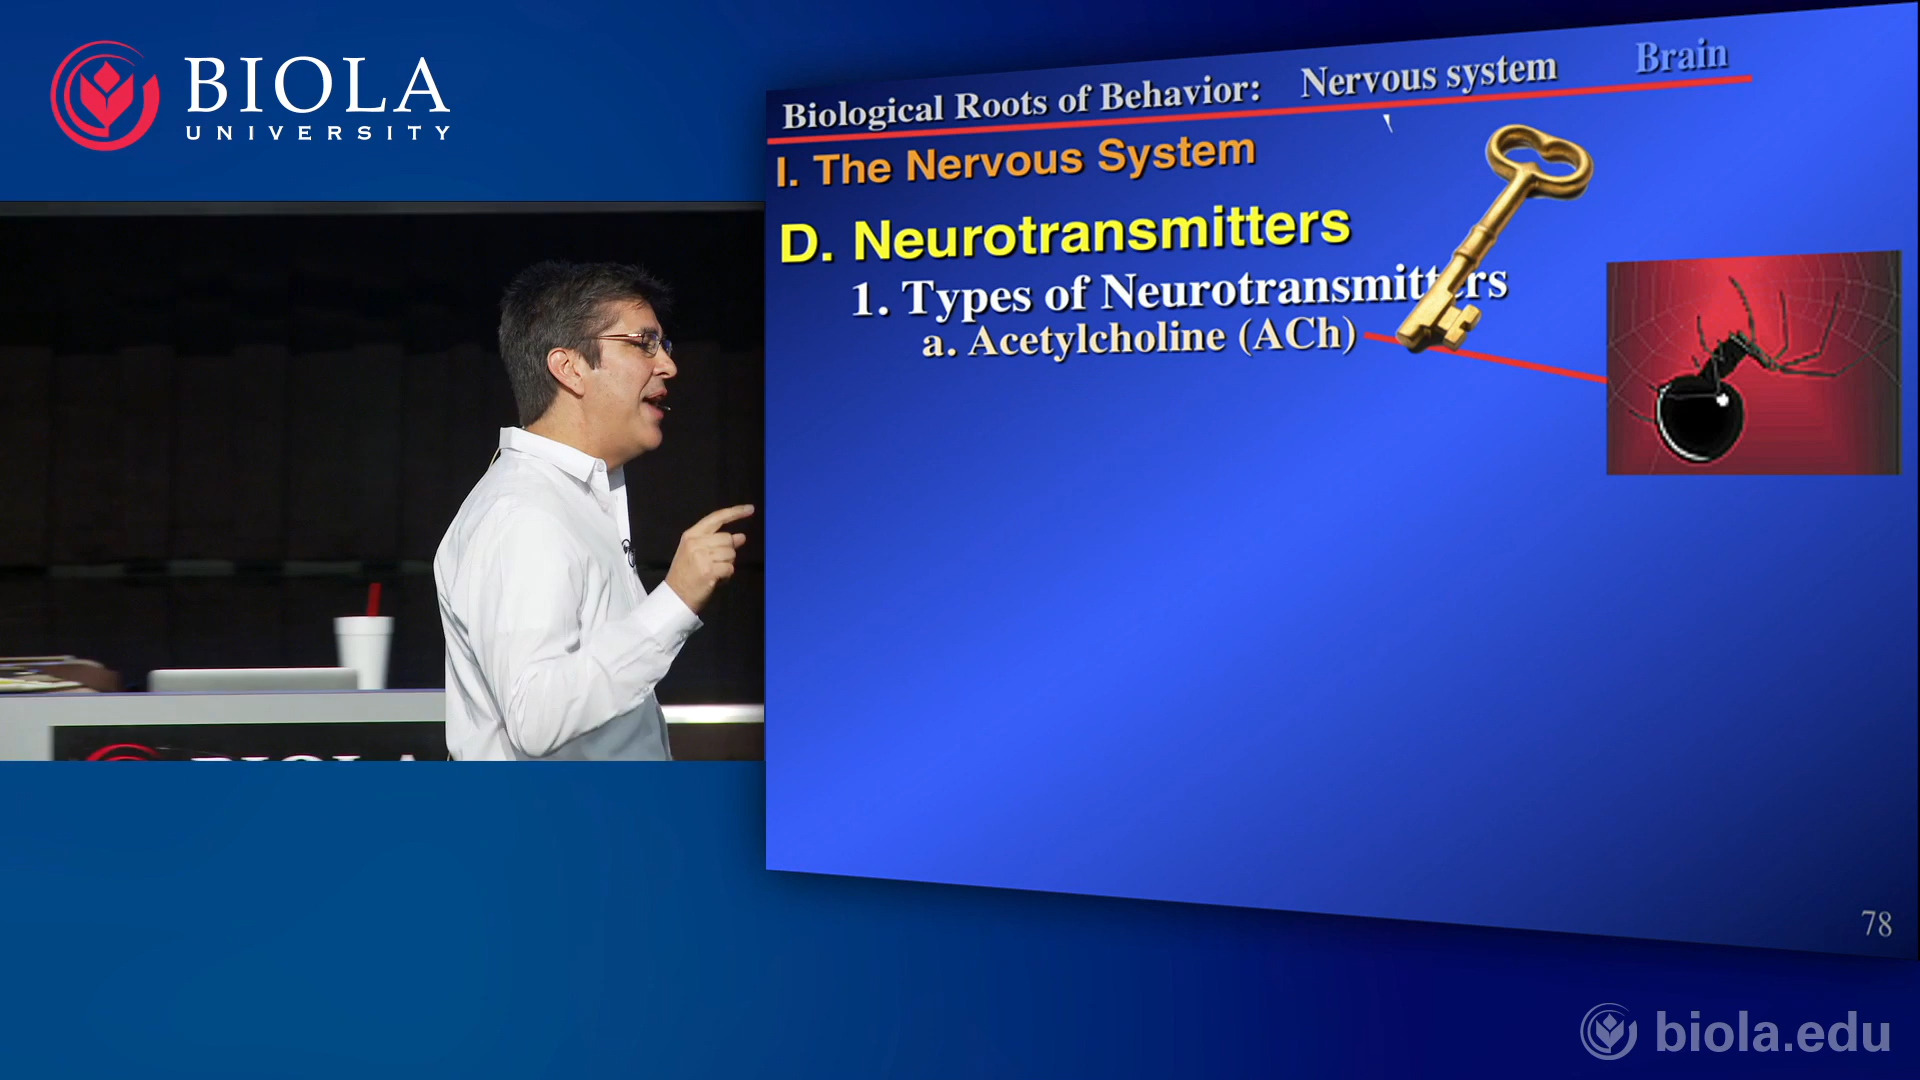 BIOLA
UNIVERSITY
Biological Roots of Behavior: Nervous system Brain
I. The Nervous System
D. Neurotransmitters
1. Types of Neurotransmitters
a. Acetylcholine (ACh)
78
BIOLA
biola.edu